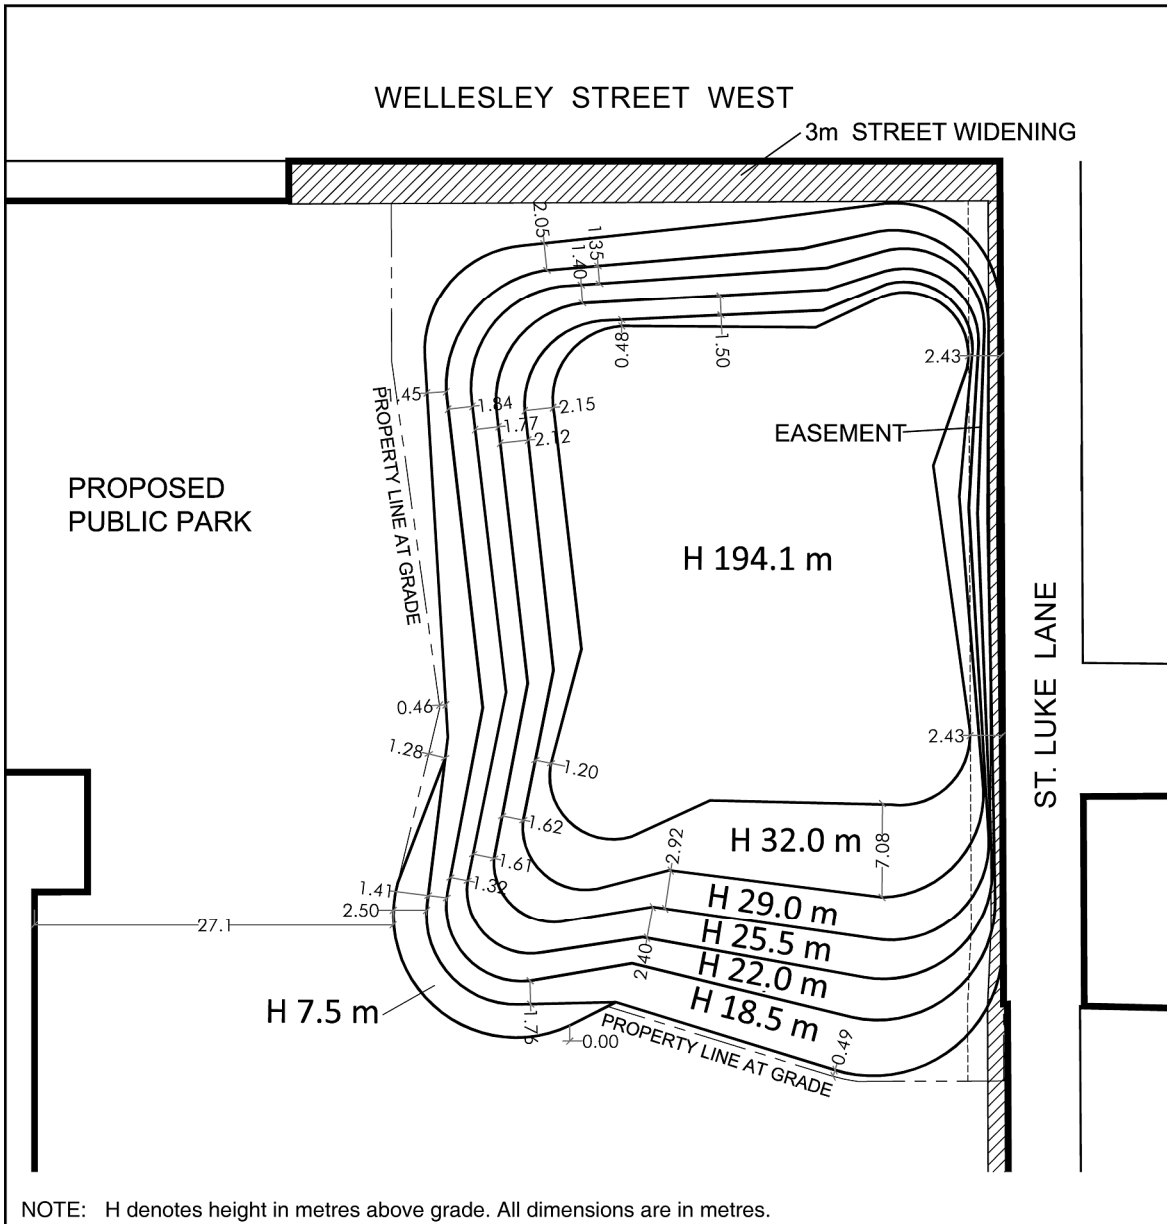 WELLESLEY STREET WEST
3m STREET WIDENING
2.05
1.35
1.40
0.48
1.50
2.43
1.45
1.84
2.15
1.77
2.12
EASEMENT
PROPERTY LINE AT GRADE
PROPOSED
PUBLIC PARK
H 194.1 m
ST. LUKE LANE
0.46
1.28
2.43
1.20
1.62
2.92
H 32.0 m
7.08
1.61
1.32
1.41
2.50
27.1
H 29.0 m
H 25.5 m
2.40
H 22.0 m
H 18.5 m
H 7.5 m
1.76
0.00
PROPERTY LINE AT GRADE
0.49
NOTE: H denotes height in metres above grade. All dimensions are in metres.